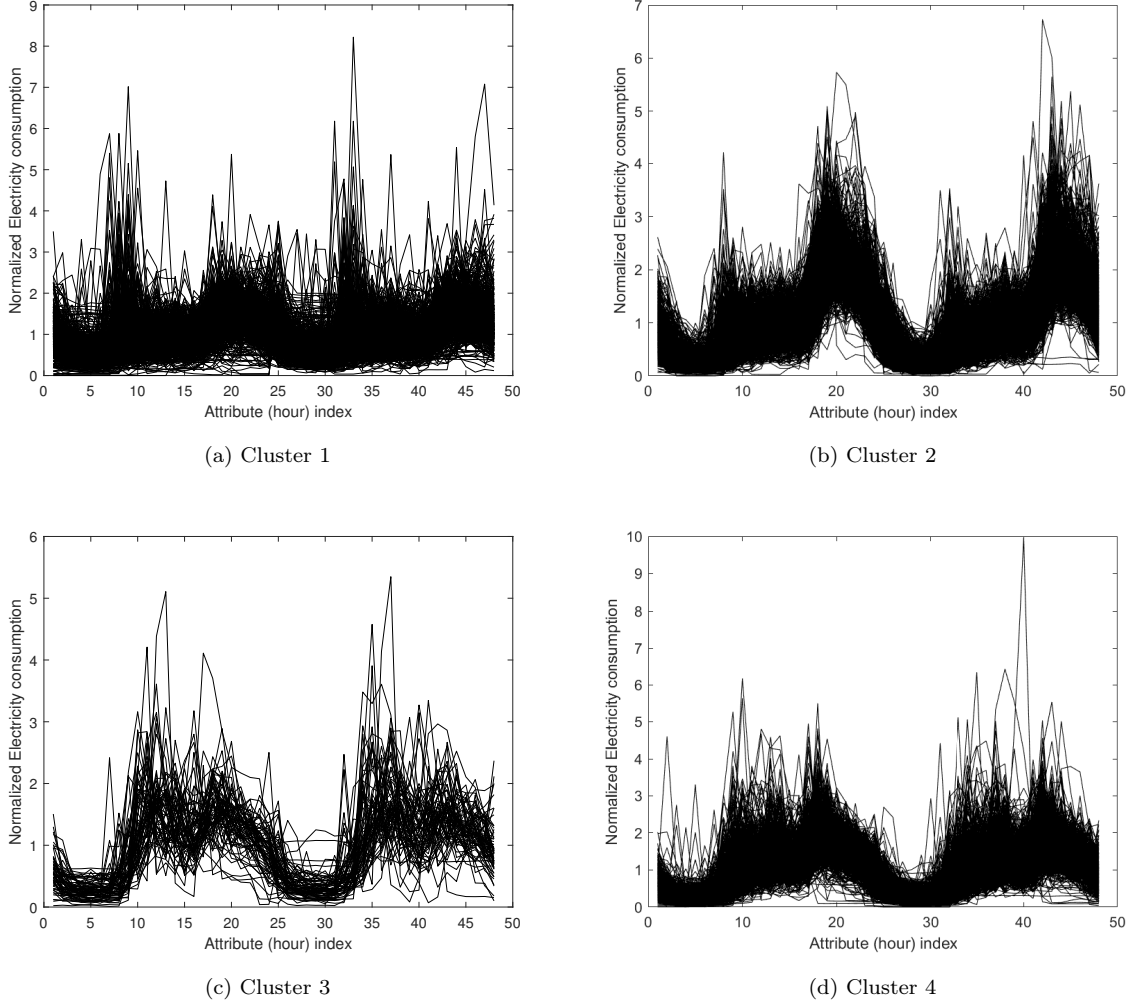 9
8
7
6
5
4
3
2
1
0
Normalized Electricity consumption
0 5 10 15 20 25 30 35 40 45 50
Attribute (hour) index
(a) Cluster 1
7
6
5
4
3
2
1
0
Normalized Electricity consumption
0 10 20 30 40 50
Attribute (hour) index
(b) Cluster 2
6
5
4
3
2
1
0
Normalized Electricity consumption
0 5 10 15 20 25 30 35 40 45 50
Attribute (hour) index
(c) Cluster 3
10
9
8
7
6
5
4
3
2
1
0
Normalized Electricity consumption
0 10 20 30 40 50
Attribute (hour) index
(d) Cluster 4